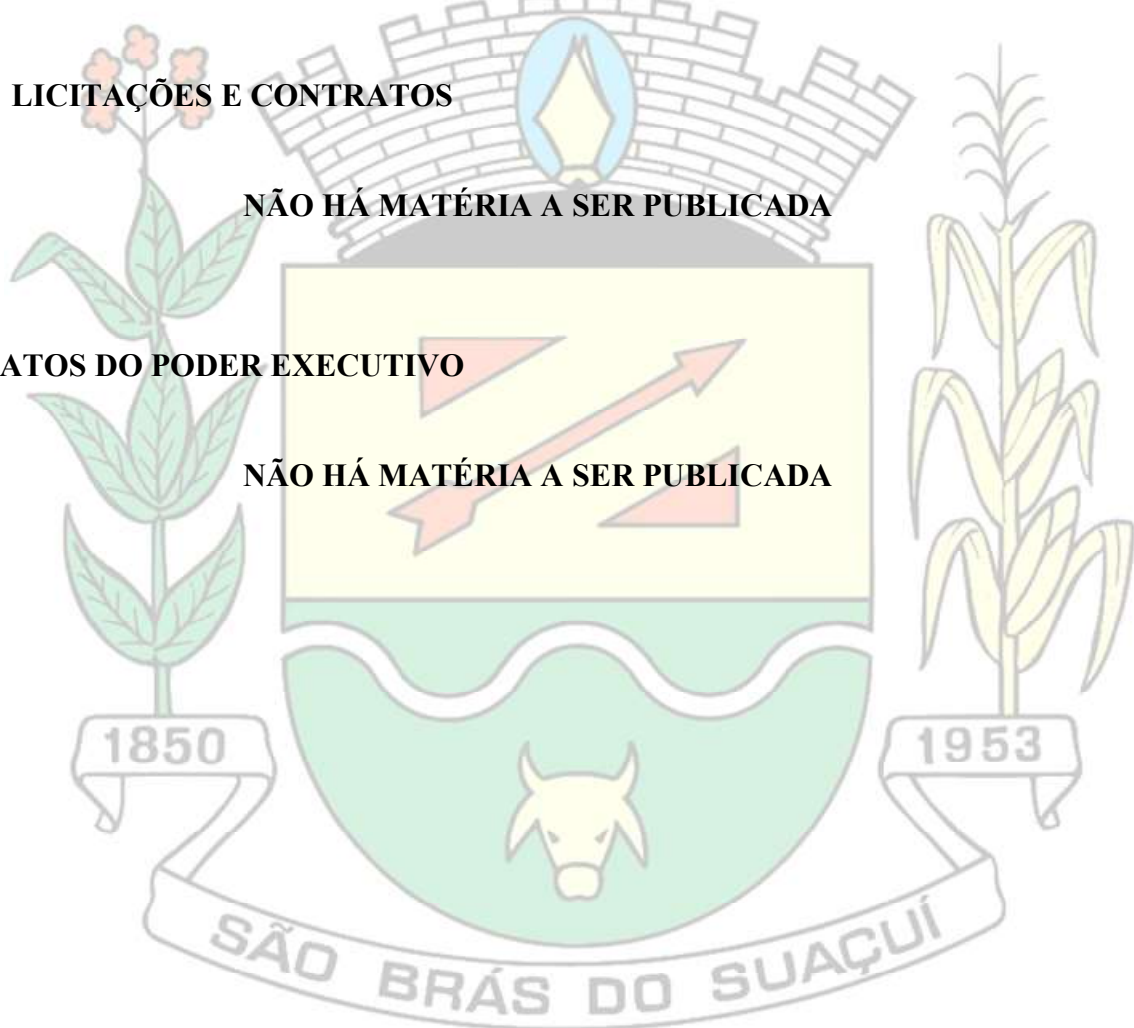 LICITAÇÕES E CONTRATOS
NÃO HÁ MATÉRIA A SER PUBLICADA
ATOS DO PODER EXECUTIVO
NÃO HÁ MATÉRIA A SER PUBLICADA
1850
1953
SÃO BRÁS DO SUAÇUÍ